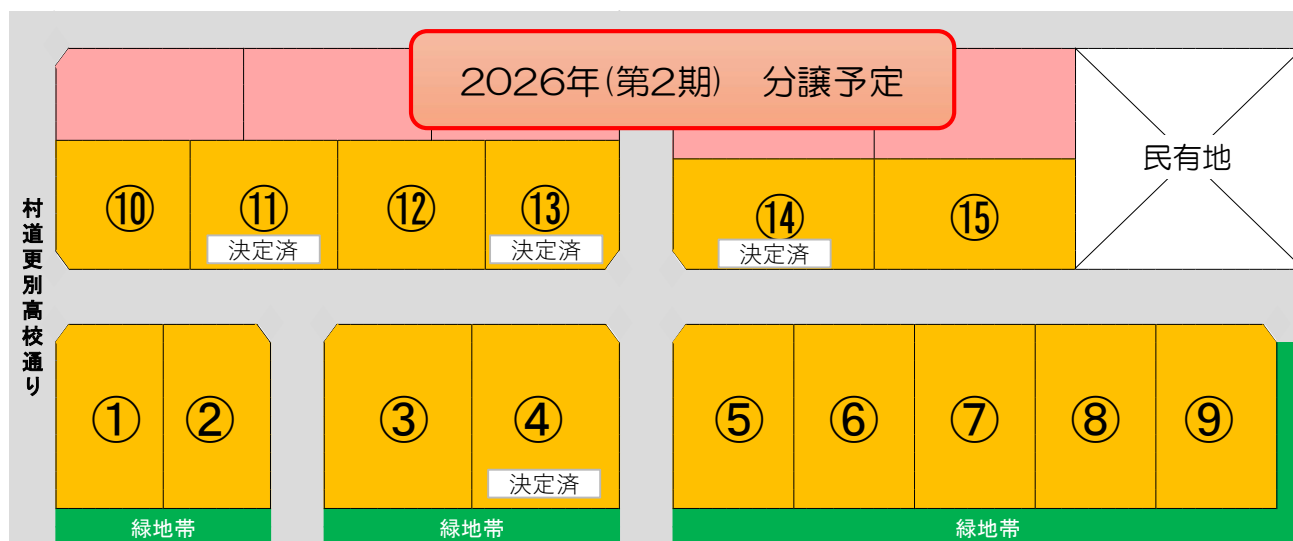 2026年(第2期)　分譲予定
民有地
村道更別高校通り
⑩
⑪
決定済
⑫
⑬
決定済
⑭
決定済
⑮
①
②
③
④
決定済
⑤
⑥
⑦
⑧
⑨
緑地帯
緑地帯
緑地帯